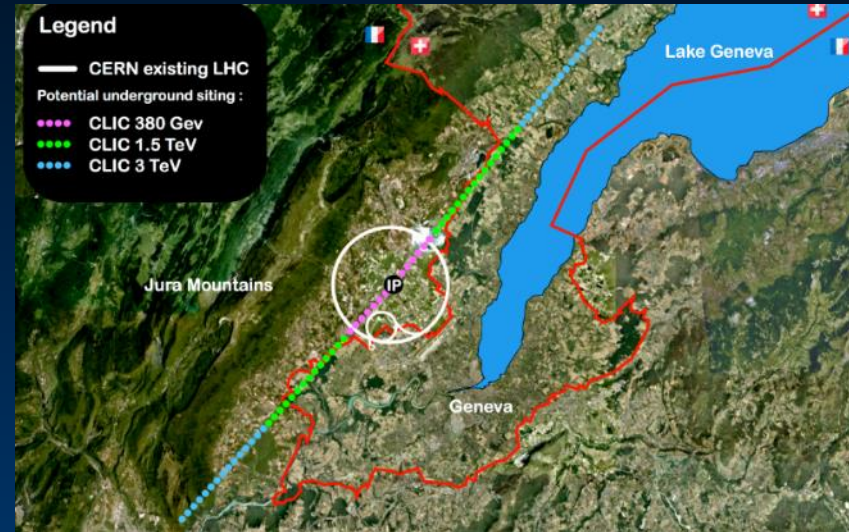 Legend
CERN existing LHC
Potential underground siting :
CLIC 380 Gev
CLIC 1.5 TeV
CLIC 3 TeV
Lake Geneva
Jura Mountains
IP
Geneva